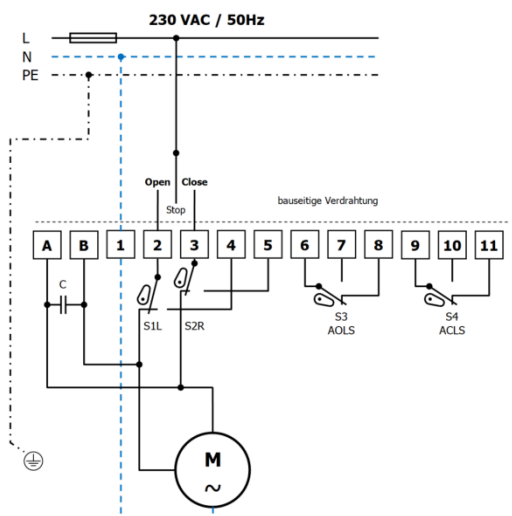 230 VAC / 50Hz
L
N
PE
Open Close
Stop
bauseitige Verdrahtung
A B 1 2 3 4 5 6 7 8 9 10 11
C
S1L S2R
S3 S4
AOLS ACLS
M
~